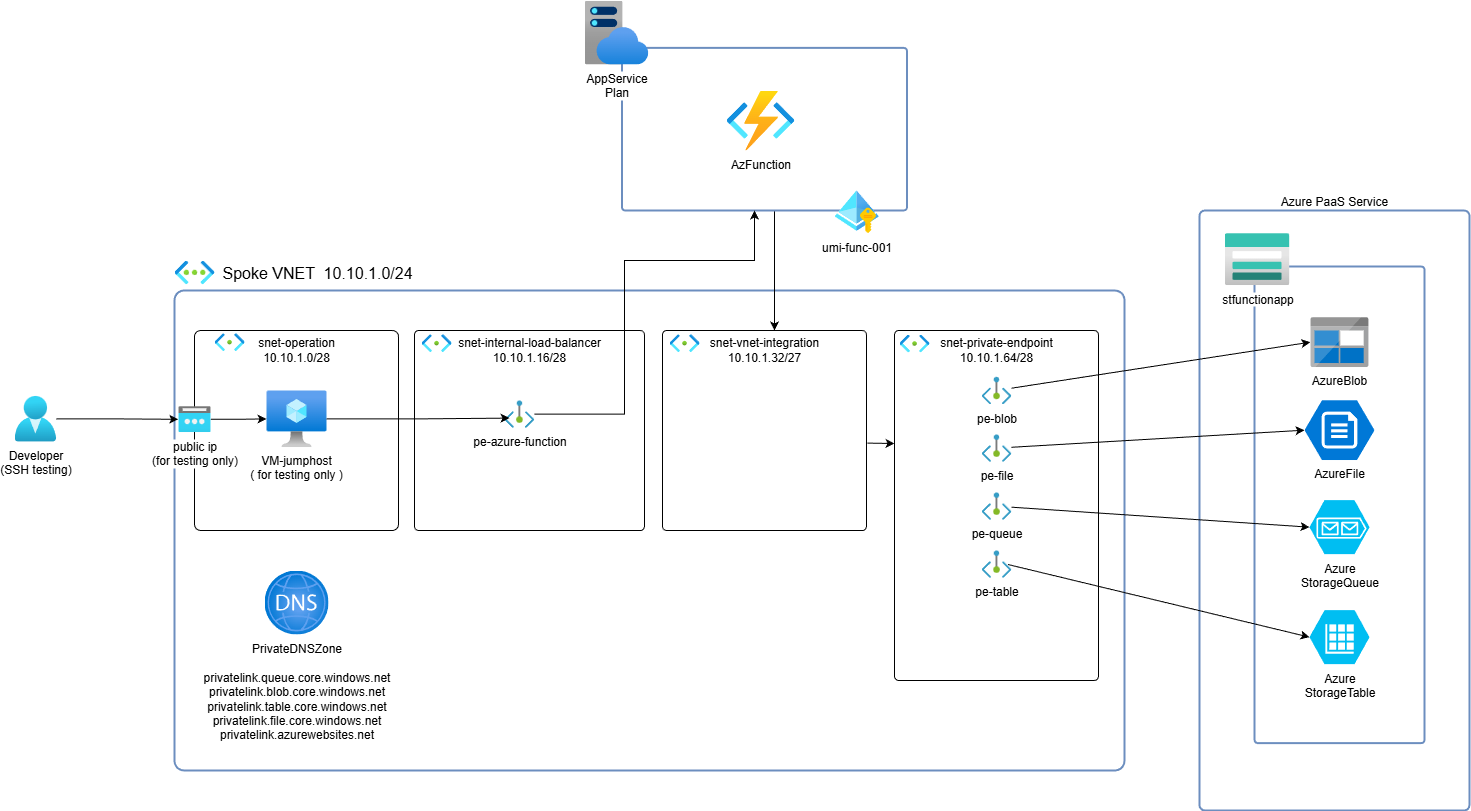 AppService
Plan
AzFunction
umi-func-001
Azure PaaS Service
stfunctionapp
Spoke VNET 10.10.1.0/24
snet-operation
10.10.1.0/28
snet-internal-load-balancer
10.10.1.16/28
snet-vnet-integration
10.10.1.32/27
snet-private-endpoint
10.10.1.64/28
Developer
(SSH testing)
public ip
(for testing only)
VM-jumphost
( for testing only )
pe-azure-function
pe-blob
pe-file
pe-queue
pe-table
AzureBlob
AzureFile
Azure
StorageQueue
Azure
StorageTable
DNS
PrivateDNSZone
privatelink.queue.core.windows.net
privatelink.blob.core.windows.net
privatelink.table.core.windows.net
privatelink.file.core.windows.net
privatelink.azurewebsites.net